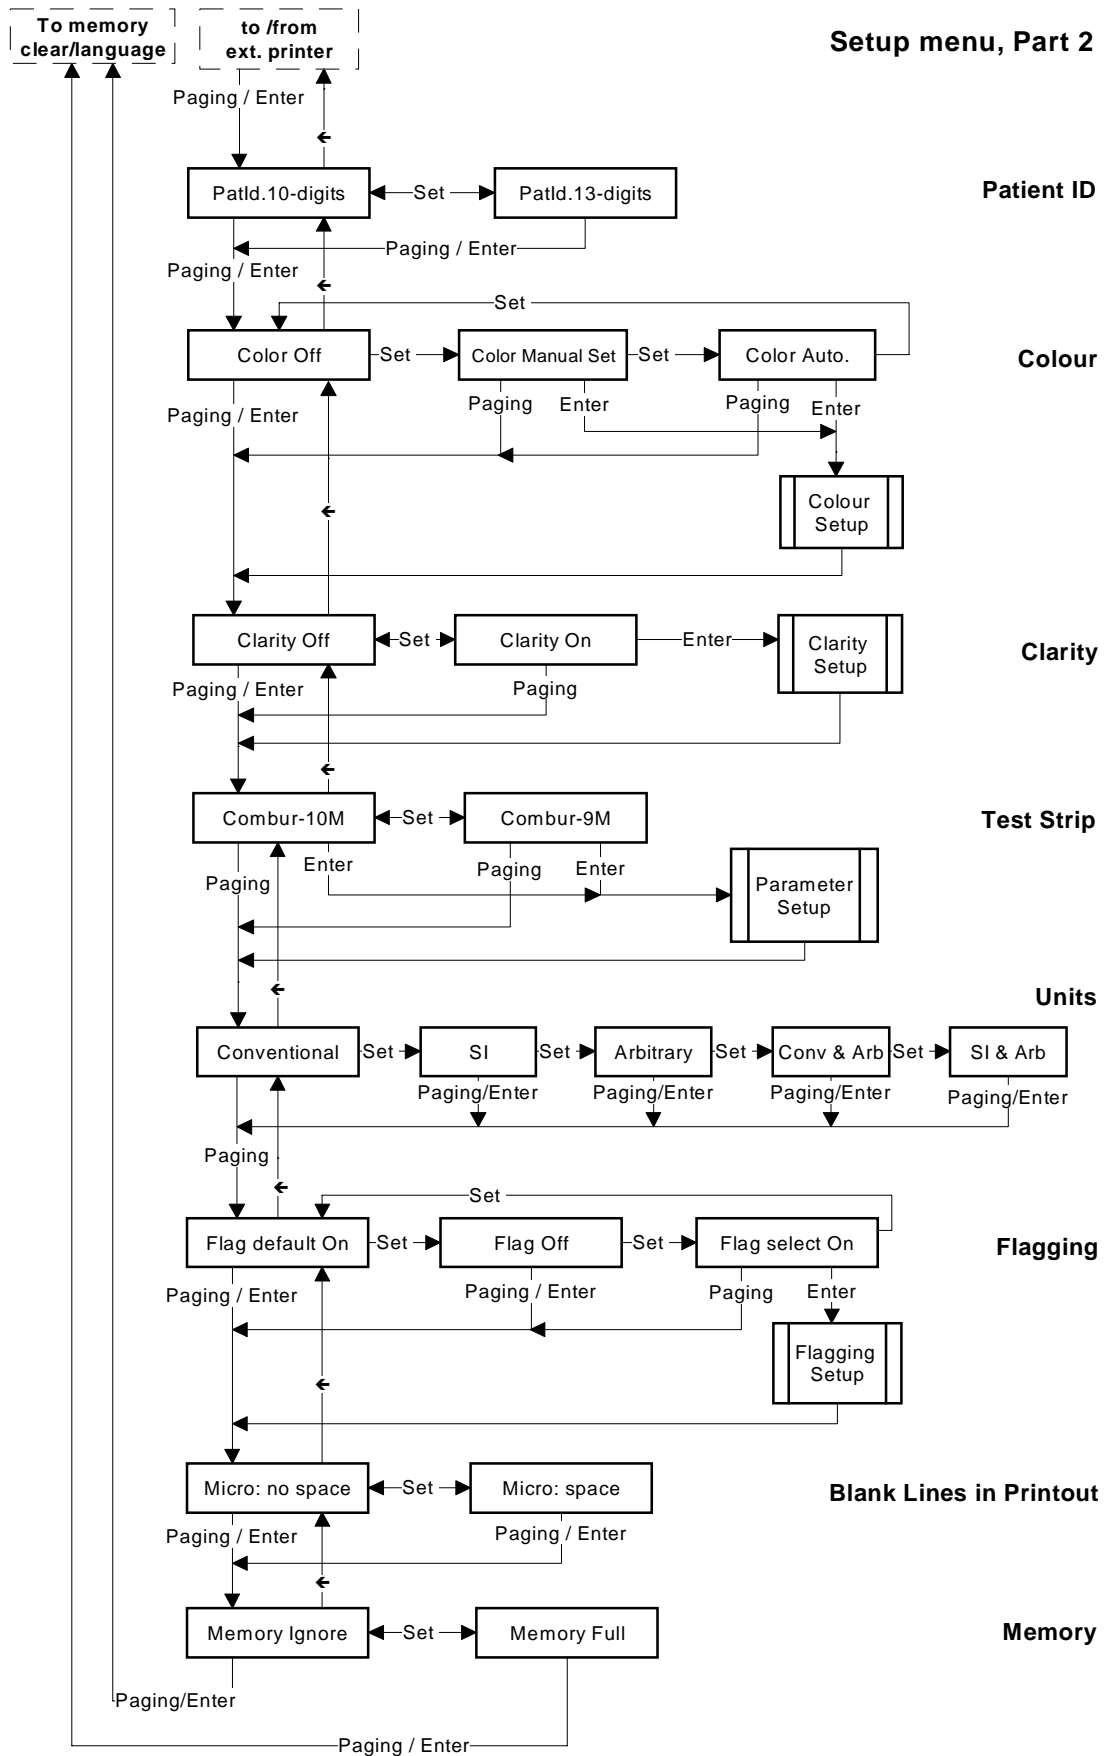 To memory
clear/language
to /from
ext. printer
Setup menu, Part 2
Paging / Enter
←
PatId.10-digits
Set
PatId.13-digits
Patient ID
Paging / Enter
Paging / Enter
←
Set
Color Off
Set
Color Manual Set
Set
Color Auto.
Colour
Paging / Enter
Paging
Enter
Paging
Enter
←
Colour
Setup
Clarity Off
Set
Clarity On
Enter
Clarity
Setup
Clarity
Paging / Enter
Paging
←
Combur-10M
Set
Combur-9M
Test Strip
Paging
Enter
Paging
Enter
Parameter
Setup
←
Units
Conventional
Set
SI
Set
Arbitrary
Set
Conv & Arb
Set
SI & Arb
Paging/Enter
Paging/Enter
Paging/Enter
Paging/Enter
Paging
←
Set
Flag default On
Set
Flag Off
Set
Flag select On
Flagging
Paging / Enter
Paging / Enter
Paging
Enter
Flagging
Setup
←
Micro: no space
Set
Micro: space
Blank Lines in Printout
Paging / Enter
Paging / Enter
←
Memory Ignore
Set
Memory Full
Memory
Paging/Enter
Paging / Enter